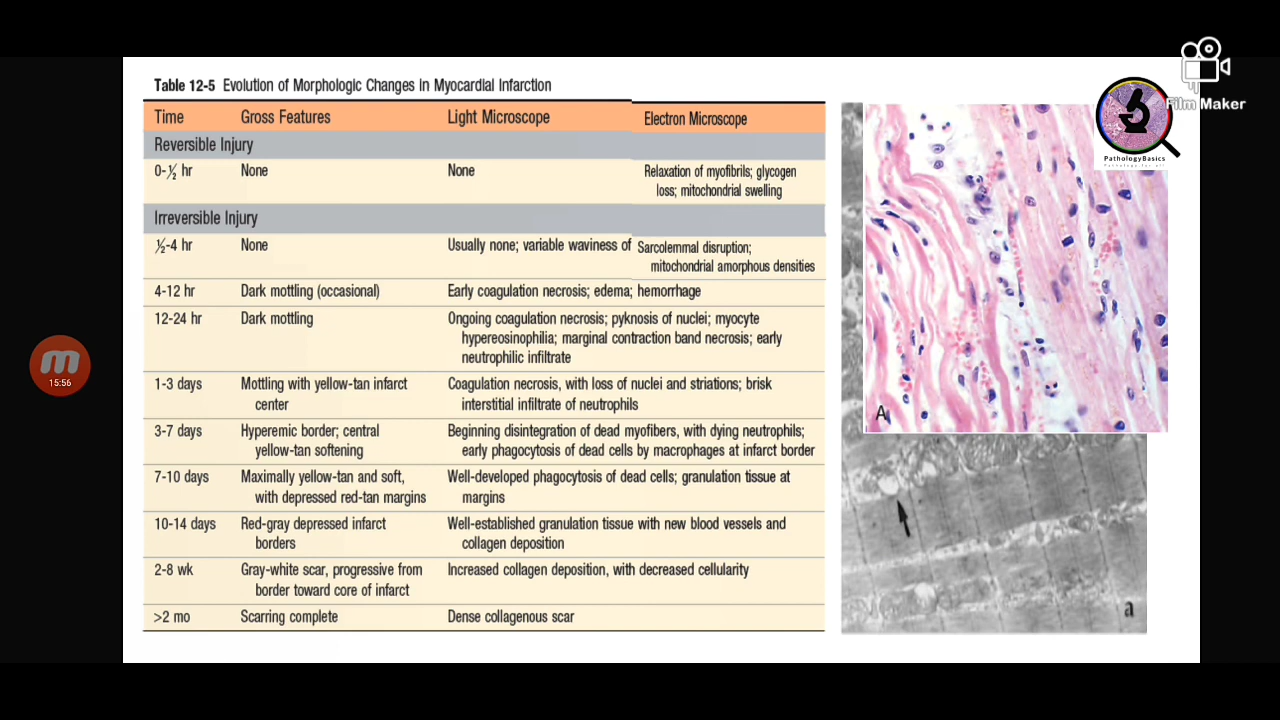 Table 12-5 Evolution of Morphologic Changes in Myocardial Infarction
Time Gross Features Light Microscope Electron Microscope
Reversible Injury
0-½ hr None None Relaxation of myofibrils; glycogen
loss; mitochondrial swelling
Irreversible Injury
½-4 hr None Usually none; variable waviness of Sarcolemmal disruption;
mitochondrial amorphous densities
4-12 hr Dark mottling (occasional) Early coagulation necrosis; edema; hemorrhage
12-24 hr Dark mottling Ongoing coagulation necrosis; pyknosis of nuclei; myocyte
hypereosinophilia; marginal contraction band necrosis; early
neutrophilic infiltrate
1-3 days Mottling with yellow-tan infarct Coagulation necrosis, with loss of nuclei and striations; brisk
center interstitial infiltrate of neutrophils
3-7 days Hyperemic border; central Beginning disintegration of dead myofibers, with dying neutrophils;
yellow-tan softening early phagocytosis of dead cells by macrophages at infarct border
7-10 days Maximally yellow-tan and soft, Well-developed phagocytosis of dead cells; granulation tissue at
with depressed red-tan margins margins
10-14 days Red-gray depressed infarct Well-established granulation tissue with new blood vessels and
borders collagen deposition
2-8 wk Gray-white scar, progressive from Increased collagen deposition, with decreased cellularity
border toward core of infarct
>2 mo Scarring complete Dense collagenous scar
Film Maker
PathologyBasics
Pathology for all
A
a
15:56